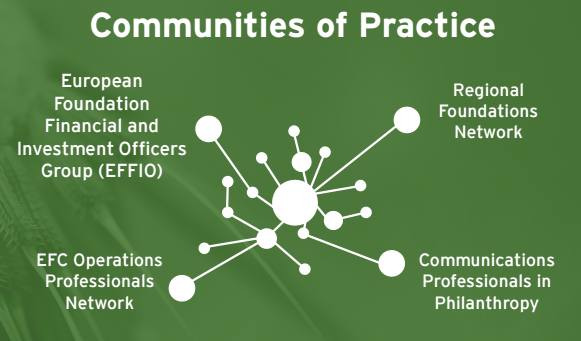 Communities of Practice
European
Foundation
Financial and
Investment Officers
Group (EFFIO)
Regional
Foundations
Network
EFC Operations
Professionals
Network
Communications
Professionals in
Philanthropy